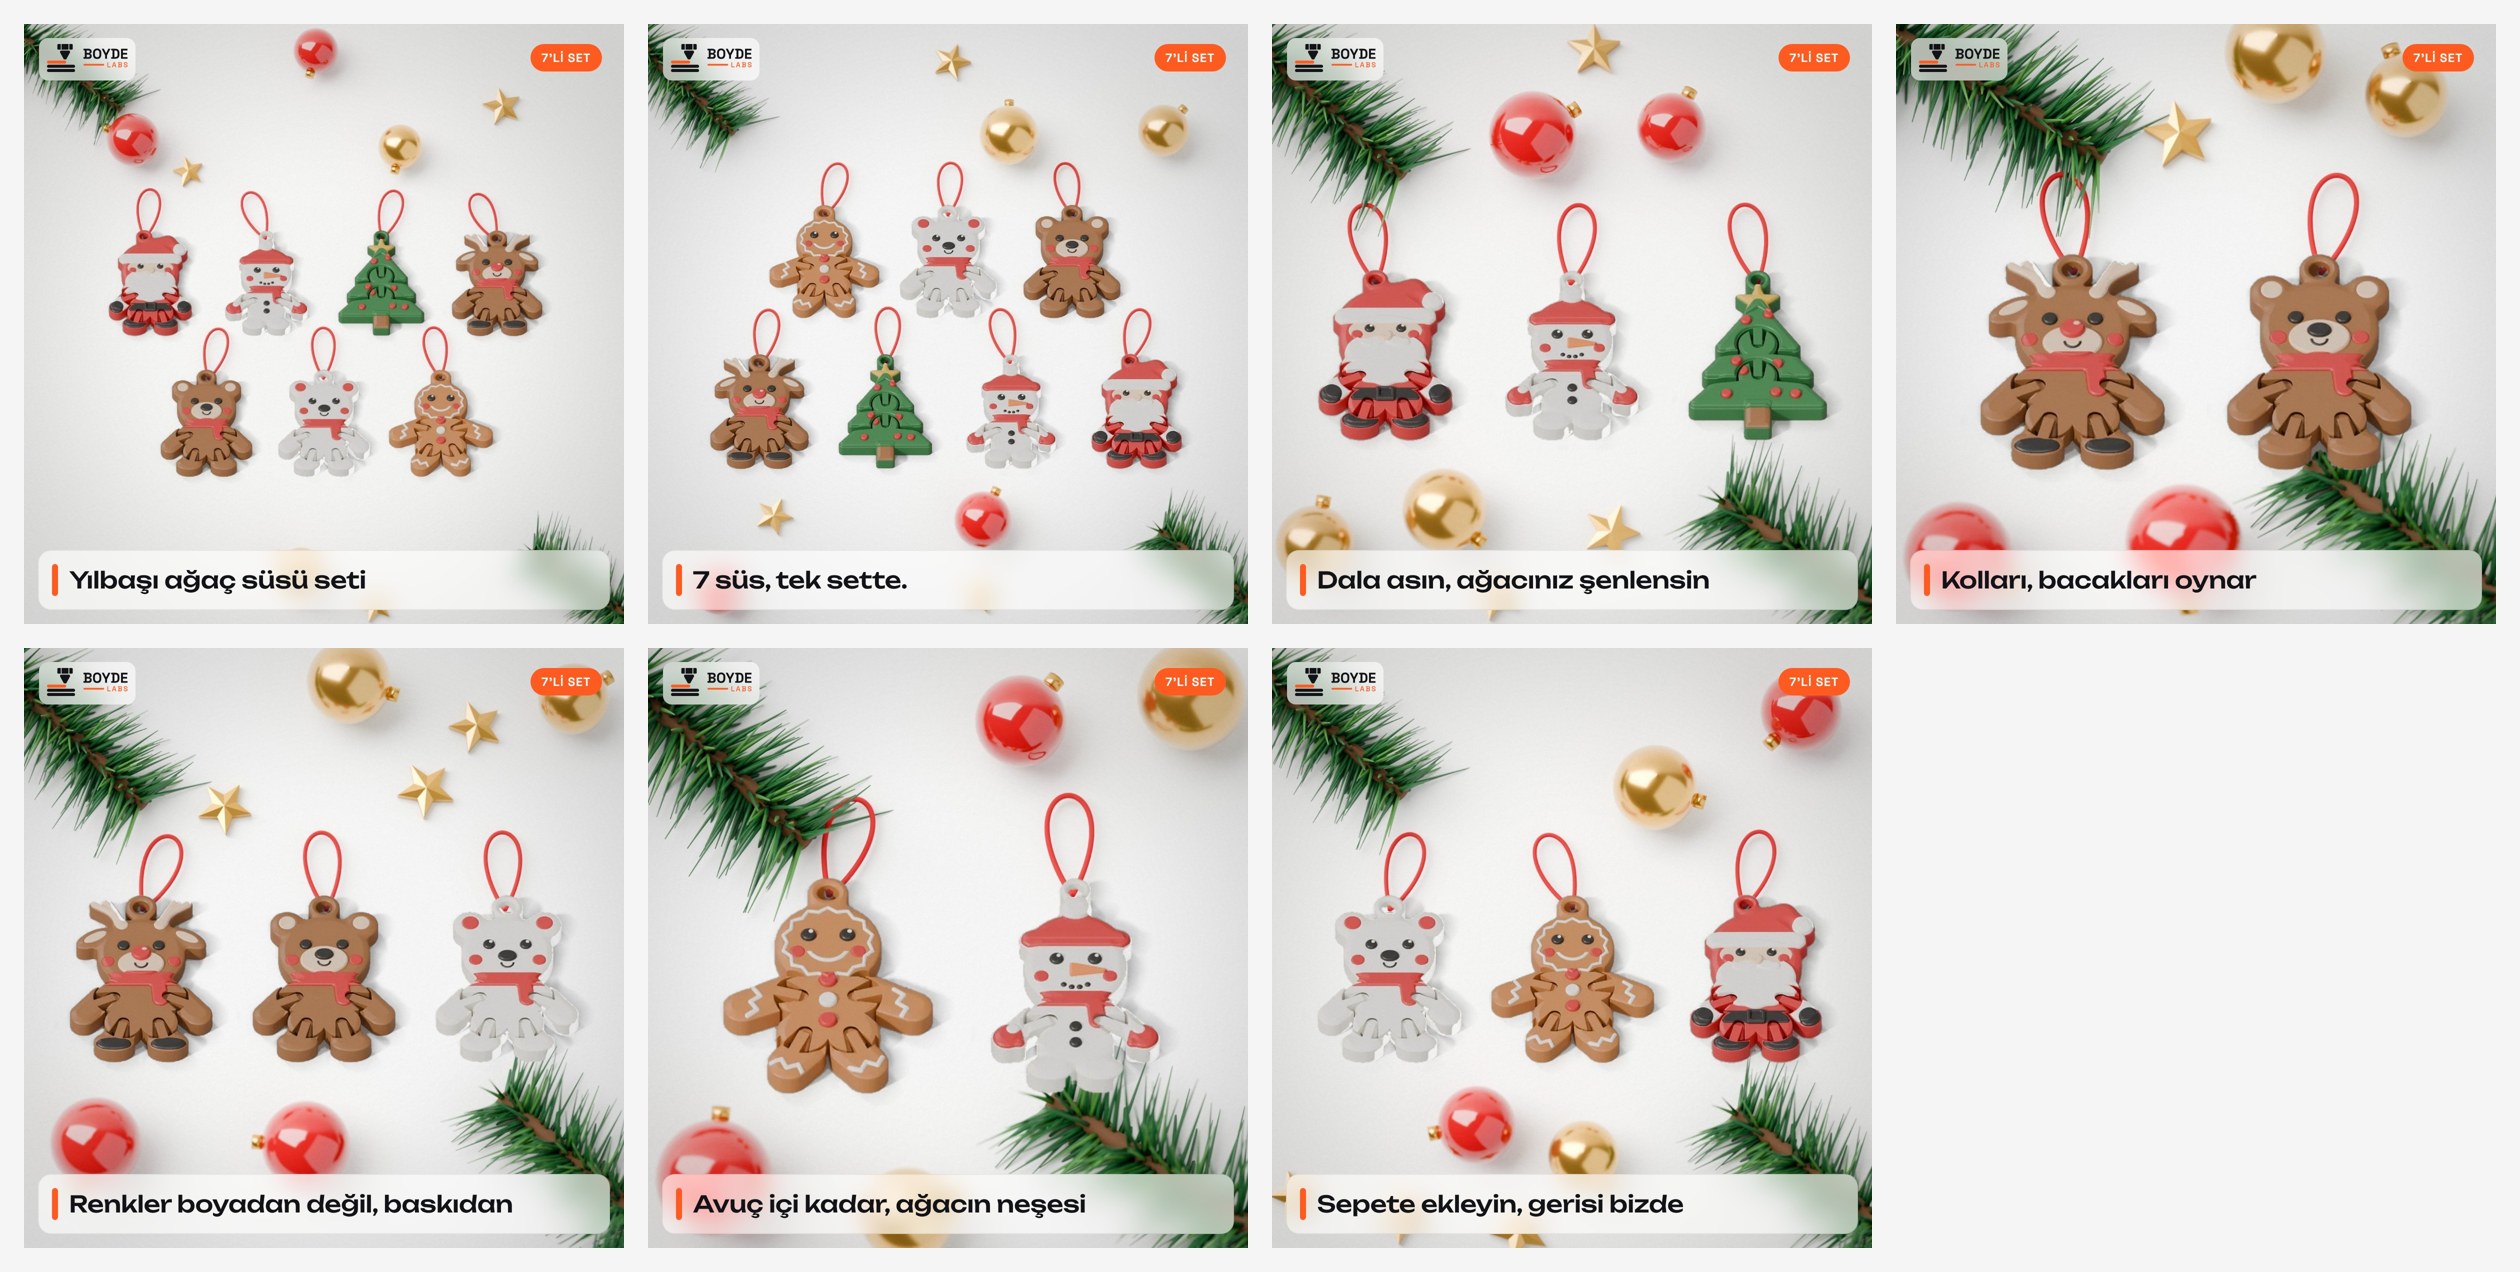 BOYDE
LABS
7'Lİ SET
Yılbaşı ağaç süsü seti
BOYDE
LABS
7'Lİ SET
7 süs, tek sette.
BOYDE
LABS
7'Lİ SET
Dala asın, ağacınız şenlensin
BOYDE
LABS
7'Lİ SET
Kolları, bacakları oynar
BOYDE
LABS
7'Lİ SET
Renkler boyadan değil, baskıdan
BOYDE
LABS
7'Lİ SET
Avuç içi kadar, ağacın neşesi
BOYDE
LABS
7'Lİ SET
Sepete ekleyin, gerisi bizde